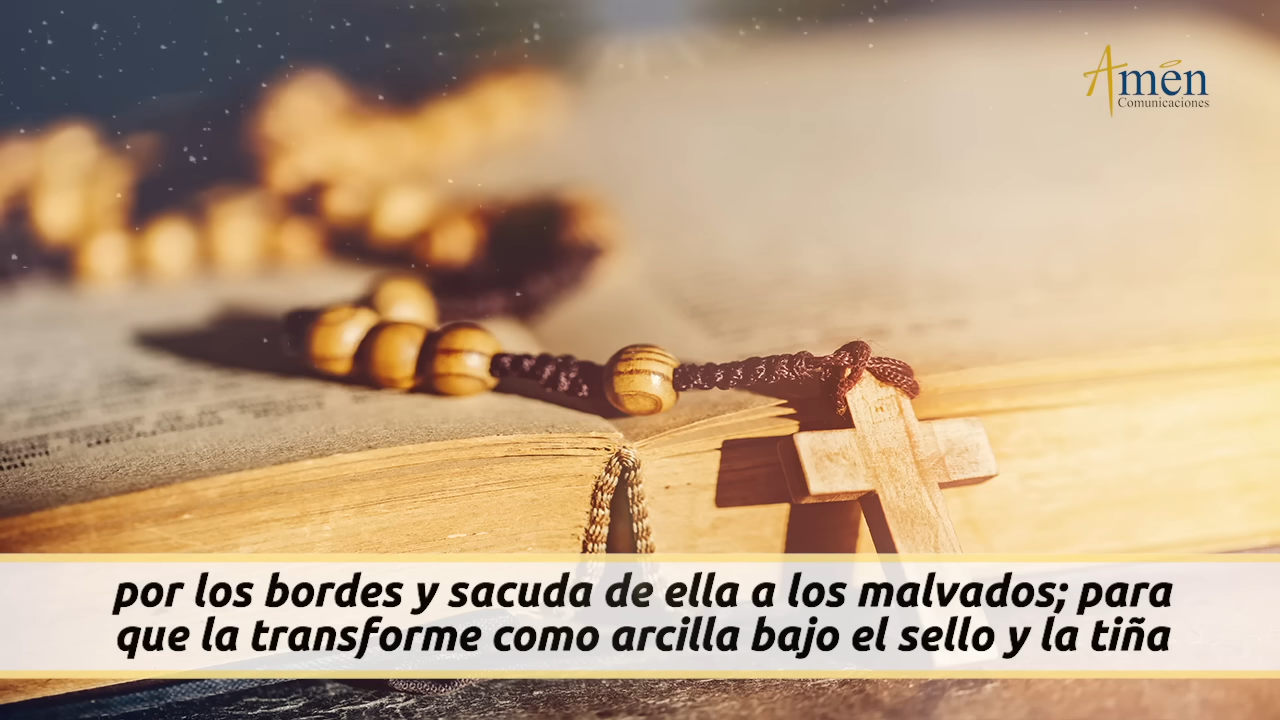 Amén
Comunicaciones
por los bordes y sacuda de ella a los malvados; para
que la transforme como arcilla bajo el sello y la tiña